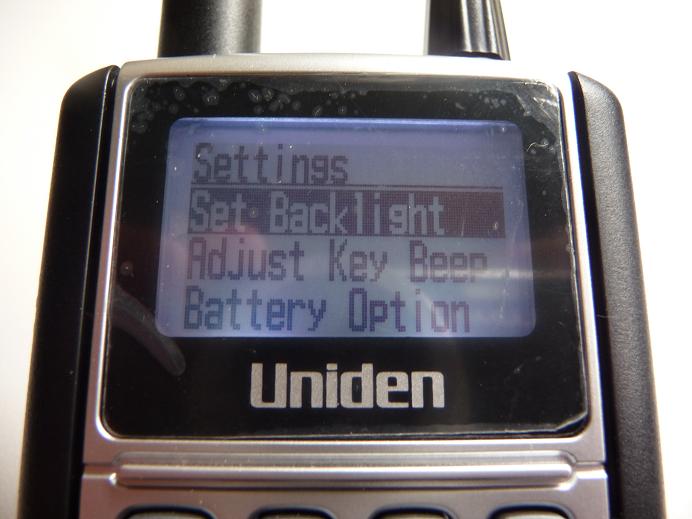 Settings
Set Backlight
Adjust Key Beep
Battery Option
Uniden